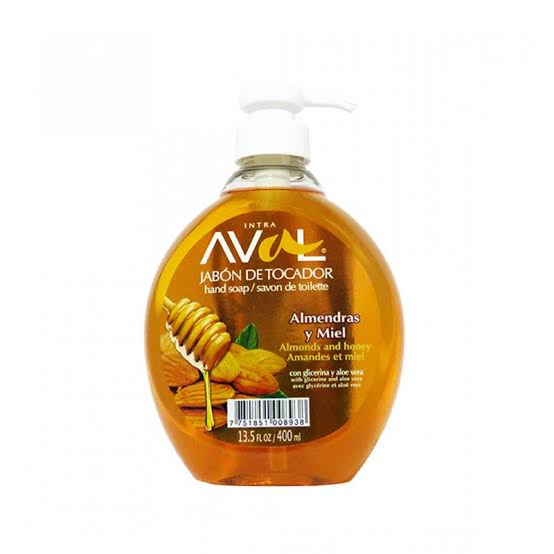 INTRA
AVAL®
JABÓN DE TOCADOR
hand soap / savon de toilette
Almendras
y Miel
Almonds and honey
Amandes et miel
con glicerina y aloe vera
with glicerine and aloe vera
avec glycérine et aloé vera
7 751851 008938
13.5 FL OZ / 400 ml